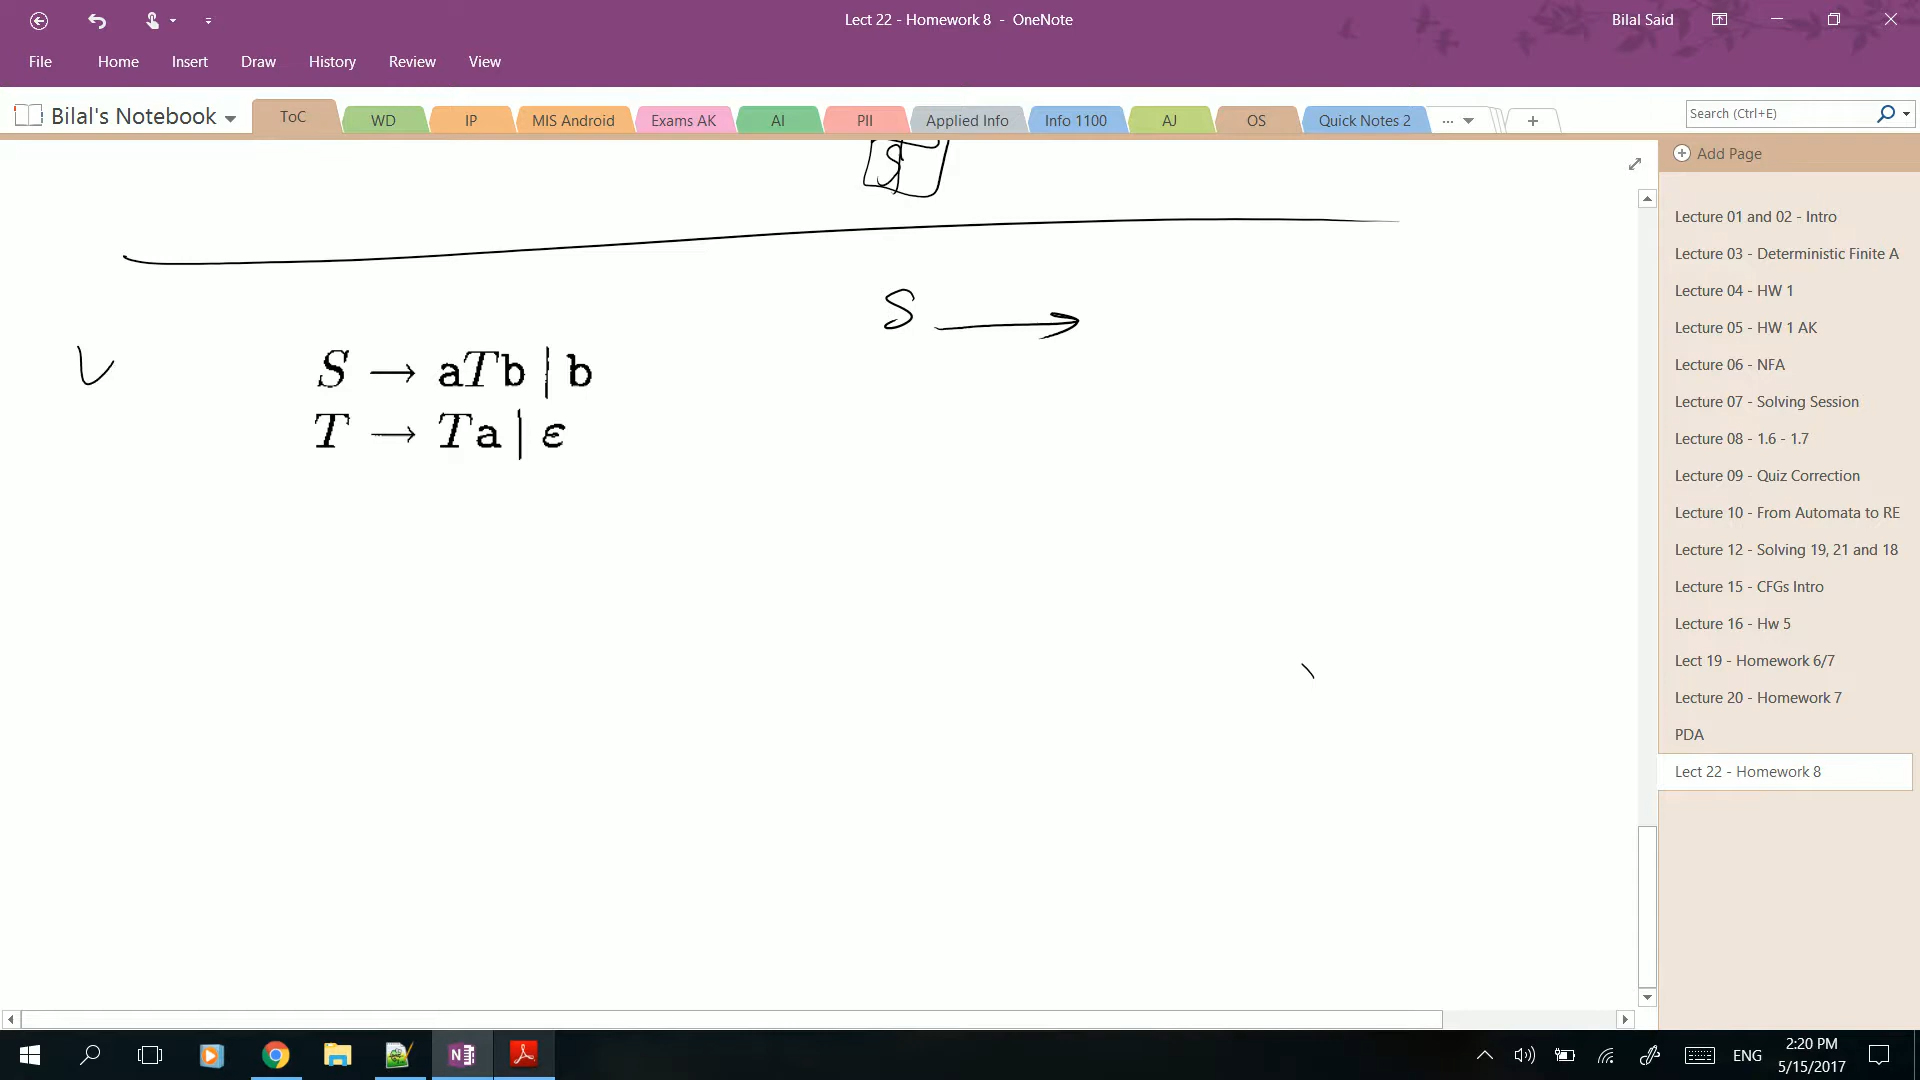 Lect 22 - Homework 8 - OneNote
Bilal Said
File Home Insert Draw History Review View
Bilal's Notebook
ToC WD IP MIS Android Exams AK AI PII Applied Info Info 1100 AJ OS Quick Notes 2 ... +
Search (Ctrl+E)
Add Page
S
S →
S → aTb | b
T → Ta | ε
Lecture 01 and 02 - Intro
Lecture 03 - Deterministic Finite A
Lecture 04 - HW 1
Lecture 05 - HW 1 AK
Lecture 06 - NFA
Lecture 07 - Solving Session
Lecture 08 - 1.6 - 1.7
Lecture 09 - Quiz Correction
Lecture 10 - From Automata to RE
Lecture 12 - Solving 19, 21 and 18
Lecture 15 - CFGs Intro
Lecture 16 - Hw 5
Lect 19 - Homework 6/7
Lecture 20 - Homework 7
PDA
Lect 22 - Homework 8
ENG
2:20 PM
5/15/2017